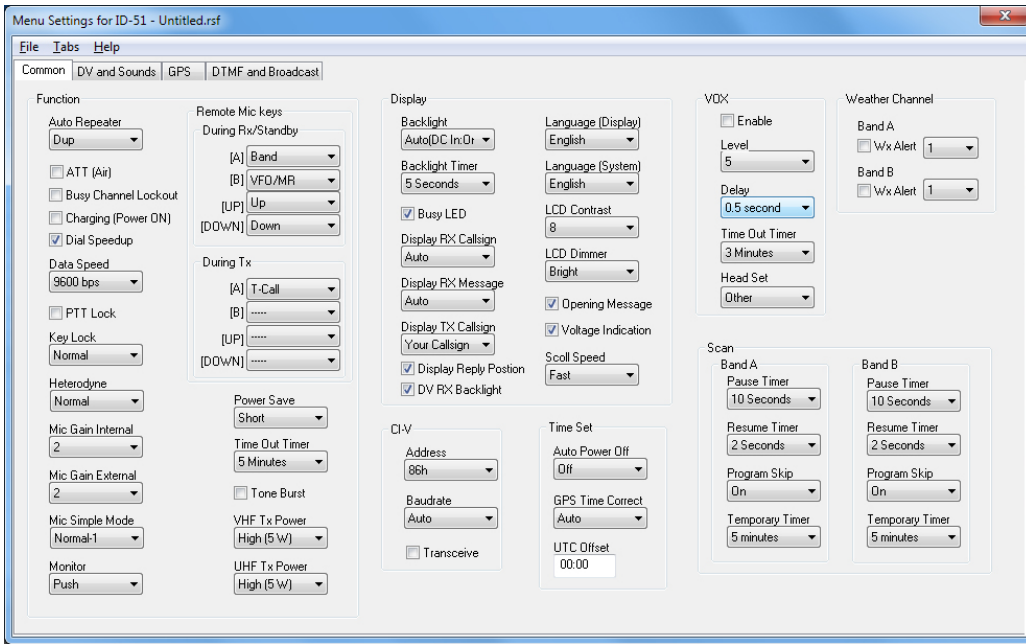 Menu Settings for ID-51 - Untitled.rsf
File Tabs Help
Common DV and Sounds GPS DTMF and Broadcast
Function
Auto Repeater
Dup
ATT (Air)
Busy Channel Lockout
Charging (Power ON)
Dial Speedup
Data Speed
9600 bps
PTT Lock
Key Lock
Normal
Heterodyne
Normal
Mic Gain Internal
2
Mic Gain External
2
Mic Simple Mode
Normal-1
Monitor
Push
Remote Mic keys
During Rx/Standby
[A] Band
[B] VFO/MR
[UP] Up
[DOWN] Down
During Tx
[A] T-Call
[B] -----
[UP] -----
[DOWN] -----
Power Save
Short
Time Out Timer
5 Minutes
Tone Burst
VHF Tx Power
High (5 W)
UHF Tx Power
High (5 W)
Display
Backlight
Auto(DC In:Or
Backlight Timer
5 Seconds
Busy LED
Display RX Callsign
Auto
Display RX Message
Auto
Display TX Callsign
Your Callsign
Display Reply Postion
DV RX Backlight
Language (Display)
English
Language (System)
English
LCD Contrast
8
LCD Dimmer
Bright
Opening Message
Voltage Indication
Scoll Speed
Fast
CI-V
Address
86h
Baudrate
Auto
Transceive
Time Set
Auto Power Off
Off
GPS Time Correct
Auto
UTC Offset
00:00
VOX
Enable
Level
5
Delay
0.5 second
Time Out Timer
3 Minutes
Head Set
Other
Weather Channel
Band A
Wx Alert 1
Band B
Wx Alert 1
Scan
Band A
Pause Timer
10 Seconds
Resume Timer
2 Seconds
Program Skip
On
Temporary Timer
5 minutes
Band B
Pause Timer
10 Seconds
Resume Timer
2 Seconds
Program Skip
On
Temporary Timer
5 minutes